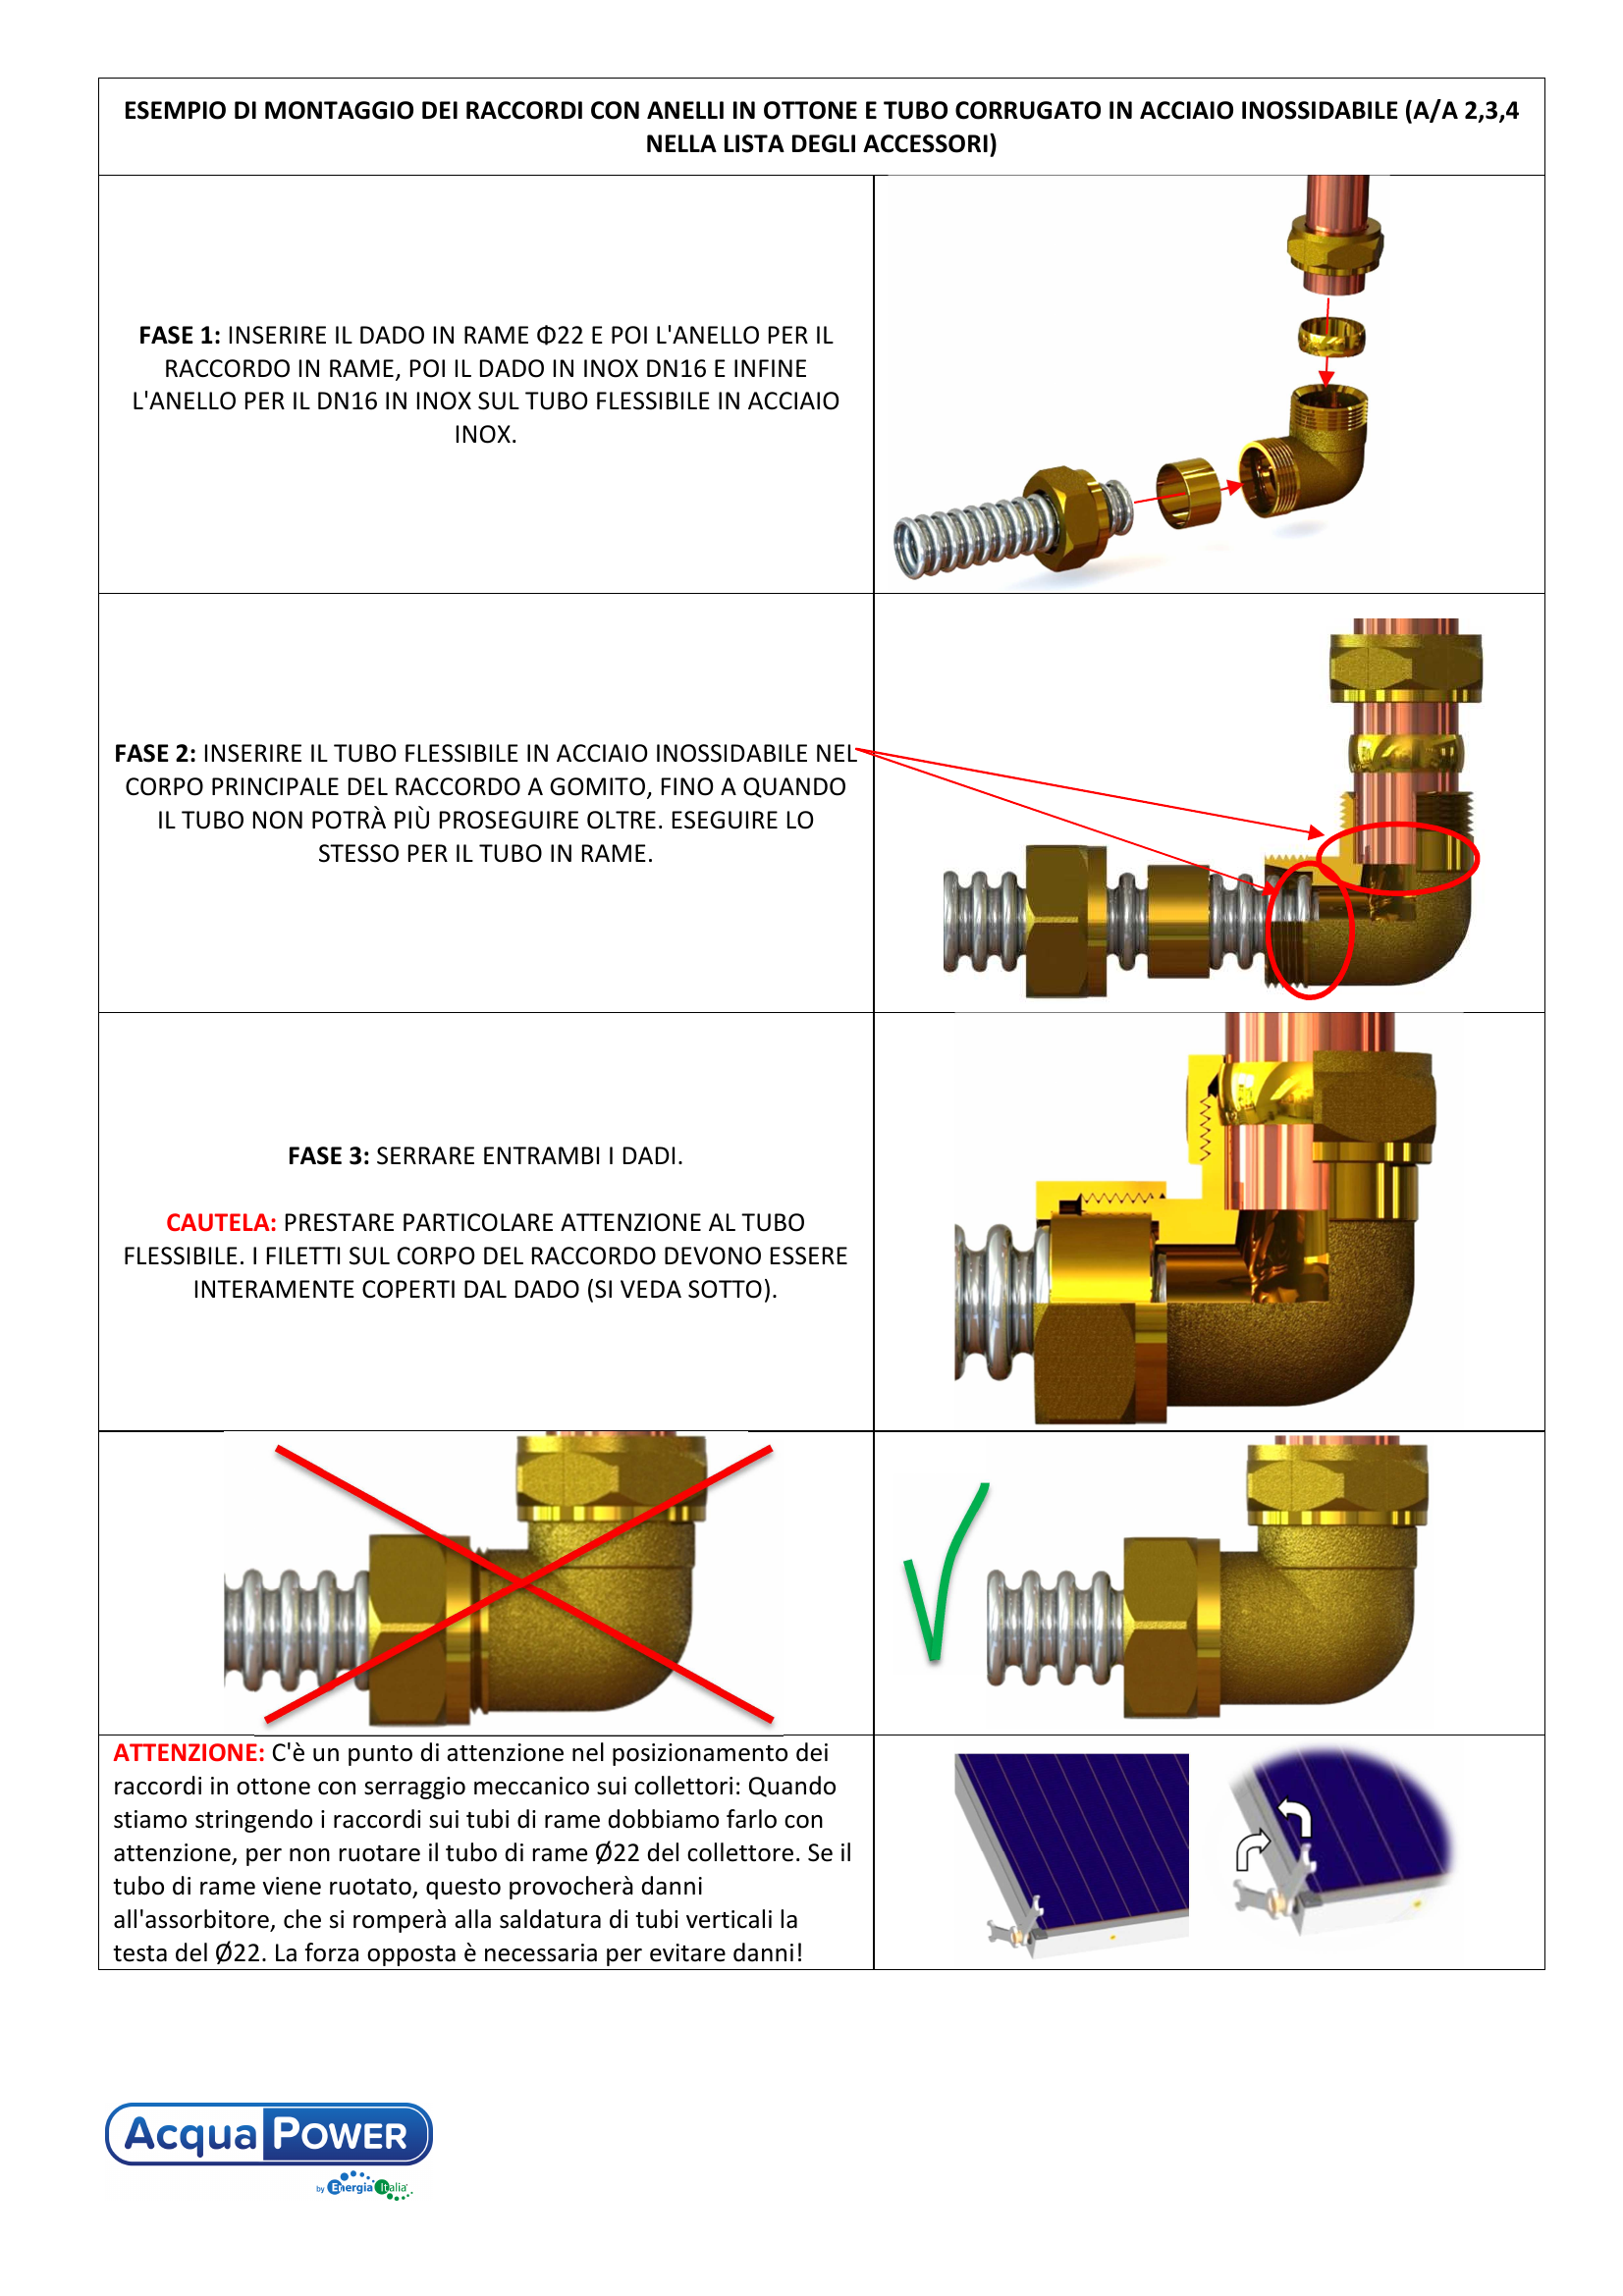 ESEMPIO DI MONTAGGIO DEI RACCORDI CON ANELLI IN OTTONE E TUBO CORRUGATO IN ACCIAIO INOSSIDABILE (A/A 2,3,4
NELLA LISTA DEGLI ACCESSORI)
FASE 1: INSERIRE IL DADO IN RAME Φ22 E POI L'ANELLO PER IL
RACCORDO IN RAME, POI IL DADO IN INOX DN16 E INFINE
L'ANELLO PER IL DN16 IN INOX SUL TUBO FLESSIBILE IN ACCIAIO
INOX.
FASE 2: INSERIRE IL TUBO FLESSIBILE IN ACCIAIO INOSSIDABILE NEL
CORPO PRINCIPALE DEL RACCORDO A GOMITO, FINO A QUANDO
IL TUBO NON POTRÀ PIÙ PROSEGUIRE OLTRE. ESEGUIRE LO
STESSO PER IL TUBO IN RAME.
FASE 3: SERRARE ENTRAMBI I DADI.
CAUTELA: PRESTARE PARTICOLARE ATTENZIONE AL TUBO
FLESSIBILE. I FILETTI SUL CORPO DEL RACCORDO DEVONO ESSERE
INTERAMENTE COPERTI DAL DADO (SI VEDA SOTTO).
ATTENZIONE: C'è un punto di attenzione nel posizionamento dei
raccordi in ottone con serraggio meccanico sui collettori: Quando
stiamo stringendo i raccordi sui tubi di rame dobbiamo farlo con
attenzione, per non ruotare il tubo di rame Ø22 del collettore. Se il
tubo di rame viene ruotato, questo provocherà danni
all'assorbitore, che si romperà alla saldatura di tubi verticali la
testa del Ø22. La forza opposta è necessaria per evitare danni!
Acqua POWER
by Energia Italia